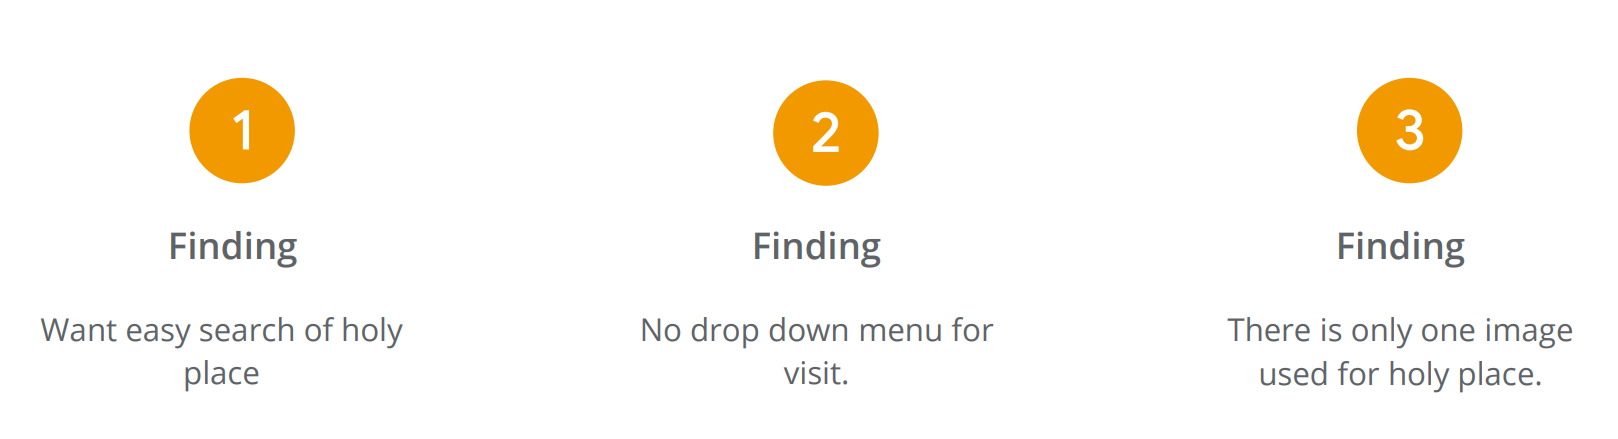 1
Finding
Want easy search of holy
place
2
Finding
No drop down menu for
visit.
3
Finding
There is only one image
used for holy place.